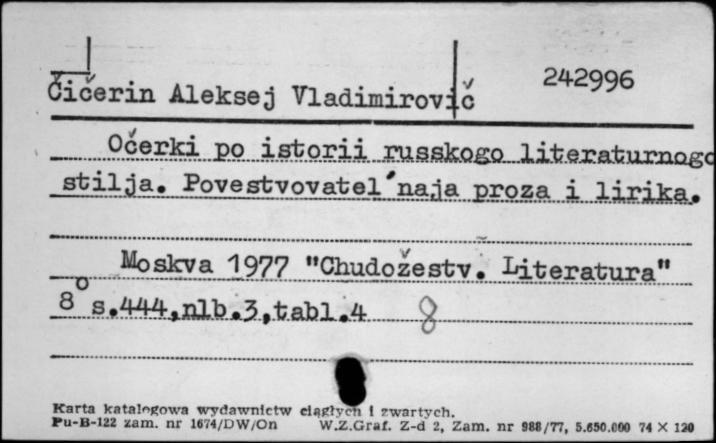 242996
Čičerin Aleksej Vladimirovič
Očerki po istorii russkogo literaturnogo
stilja. Povestvovatel'naja proza i lirika.
Moskva 1977 "Chudožestv. Literatura"
8° s.444,nlb.3,tabl.4 8
Karta katalogowa wydawnictw ciągłych i zwartych.
Pu-B-122 zam. nr 1674/DW/On W.Z.Graf. Z-d 2, Zam. nr 988/77, 5.650.000 74 X 120